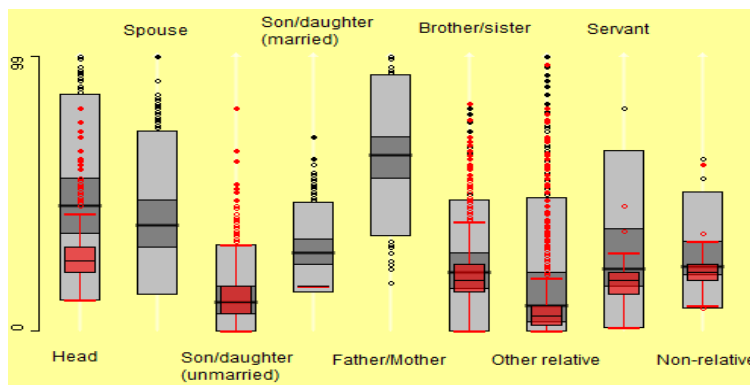 Spouse
Son/daughter
(married)
Brother/sister
Servant
99
0
Head
Son/daughter
(unmarried)
Father/Mother
Other relative
Non-relative